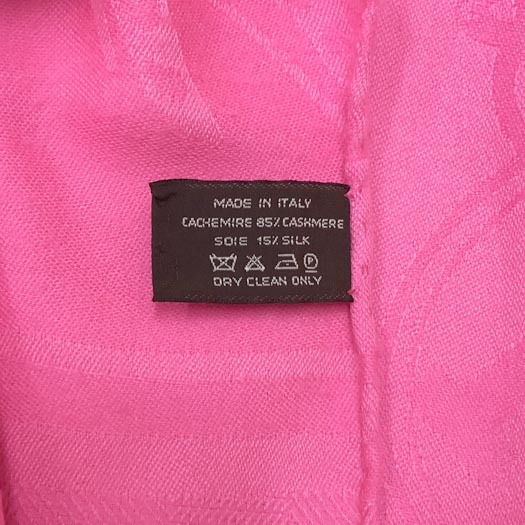 MADE IN ITALY
CACHEMIRE 85% CASHMERE
SOIE 15% SILK
P
DRY CLEAN ONLY